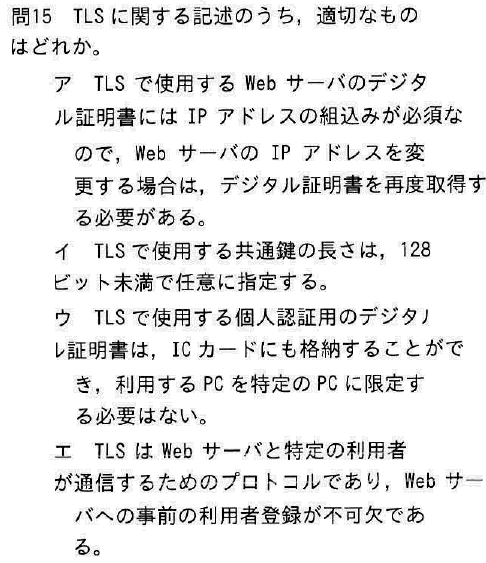 問15 TLSに関する記述のうち，適切なもの
はどれか。
ア TLSで使用するWebサーバのデジタ
ル証明書にはIPアドレスの組込みが必須な
ので，WebサーバのIPアドレスを変
更する場合は，デジタル証明書を再度取得す
る必要がある。
イ TLSで使用する共通鍵の長さは，128
ビット未満で任意に指定する。
ウ TLSで使用する個人認証用のデジタル
ル証明書は，ICカードにも格納することがで
き，利用するPCを特定のPCに限定す
る必要はない。
エ TLSはWebサーバと特定の利用者
が通信するためのプロトコルであり，Webサー
バへの事前の利用者登録が不可欠であ
る。